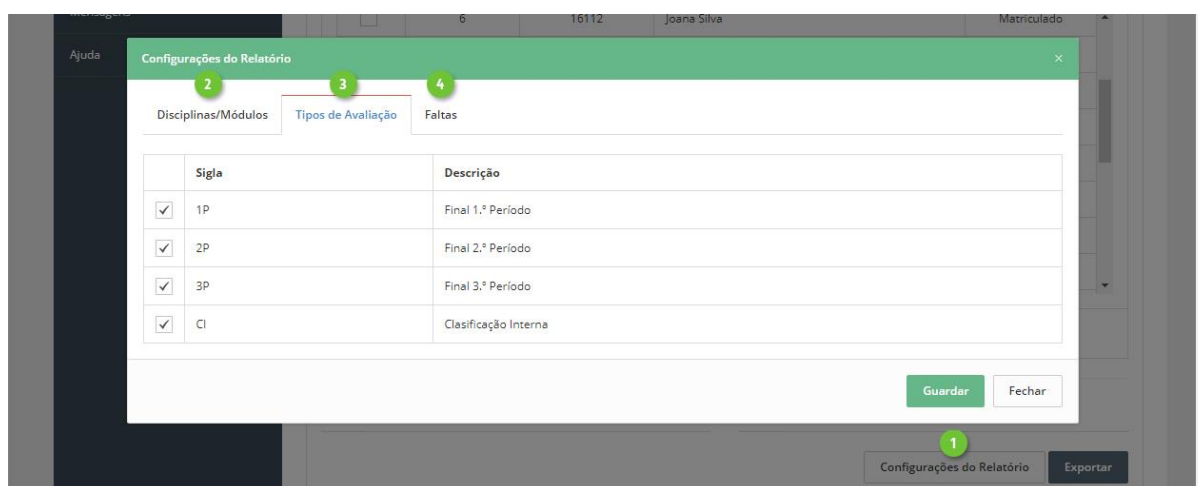 Mensagens
6 16112 Joana Silva Matriculado
Ajuda
Configurações do Relatório ×
2 3 4
Disciplinas/Módulos Tipos de Avaliação Faltas
Sigla Descrição
1P Final 1.º Período
2P Final 2.º Período
3P Final 3.º Período
CI Clasificação Interna
Guardar Fechar
1
Configurações do Relatório Exportar